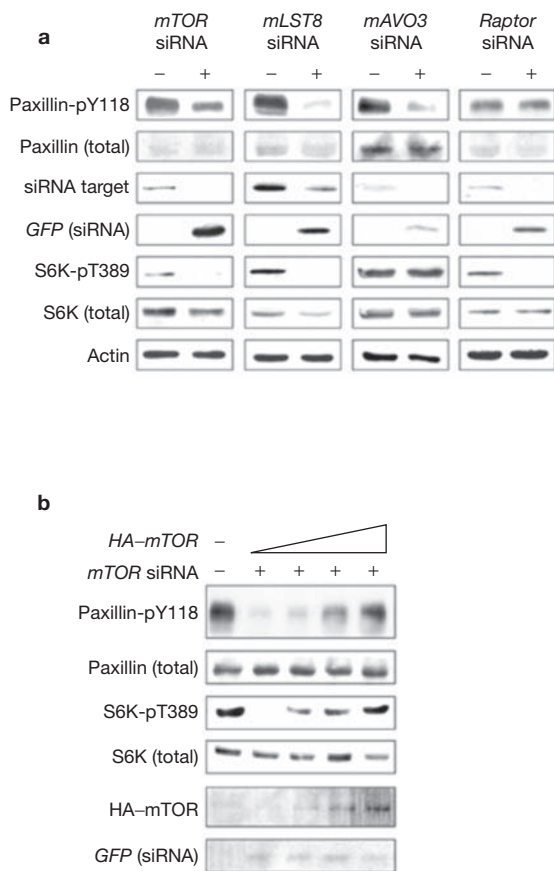 a
mTOR siRNA
mLST8 siRNA
mAVO3 siRNA
Raptor siRNA
– + – + – + – +
Paxillin-pY118
Paxillin (total)
siRNA target
GFP (siRNA)
S6K-pT389
S6K (total)
Actin
b
HA–mTOR –
mTOR siRNA – + + + +
Paxillin-pY118
Paxillin (total)
S6K-pT389
S6K (total)
HA–mTOR
GFP (siRNA)